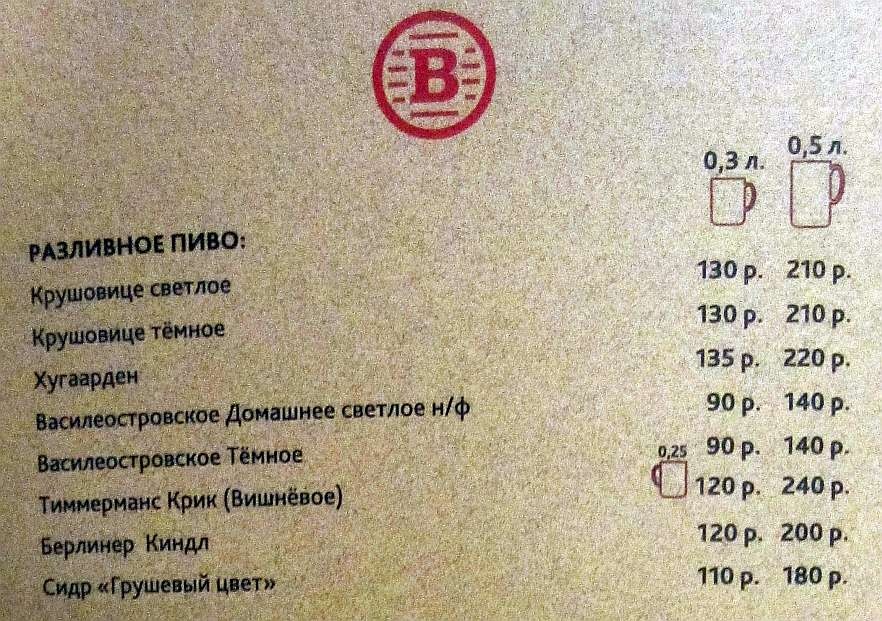 В
0,3 л. 0,5 л.
РАЗЛИВНОЕ ПИВО:
Крушовице светлое 130 р. 210 р.
Крушовице тёмное 130 р. 210 р.
Хугаарден 135 р. 220 р.
Василеостровское Домашнее светлое н/ф 90 р. 140 р.
Василеостровское Тёмное 90 р. 140 р.
Тиммерманс Крик (Вишнёвое) 0,25 120 р. 240 р.
Берлинер Киндл 120 р. 200 р.
Сидр «Грушевый цвет» 110 р. 180 р.